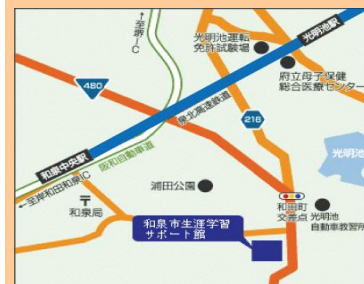 至堺IC
光明池運転
免許試験場
光明池駅
府立母子保健
総合医療センター
480
泉北高速鉄道
216
光明池
和泉中央駅
阪和自動車道
至岸和田和泉IC
〒
和泉局
浦田公園
和田町
交差点
光明池
自動車教習所
和泉市生涯学習
サポート館